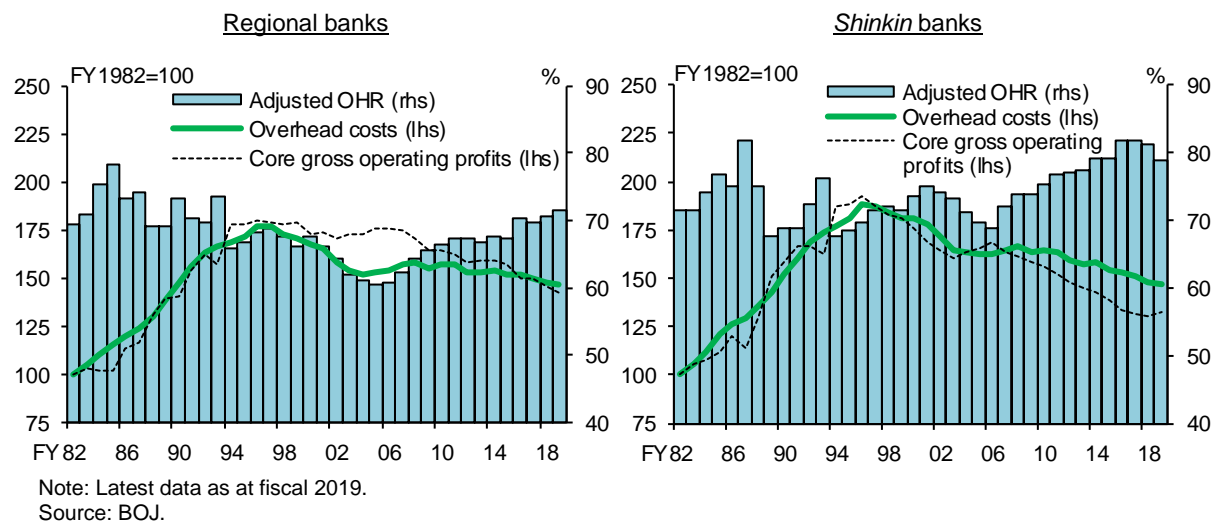 Regional banks
FY1982=100
%
Adjusted OHR (rhs)
Overhead costs (lhs)
Core gross operating profits (lhs)
250
225
200
175
150
125
100
75
90
80
70
60
50
40
FY82 86 90 94 98 02 06 10 14 18
Shinkin banks
FY1982=100
%
Adjusted OHR (rhs)
Overhead costs (lhs)
Core gross operating
profits (lhs)
250
225
200
175
150
125
100
75
90
80
70
60
50
40
FY82 86 90 94 98 02 06 10 14 18
Note: Latest data as at fiscal 2019.
Source: BOJ.